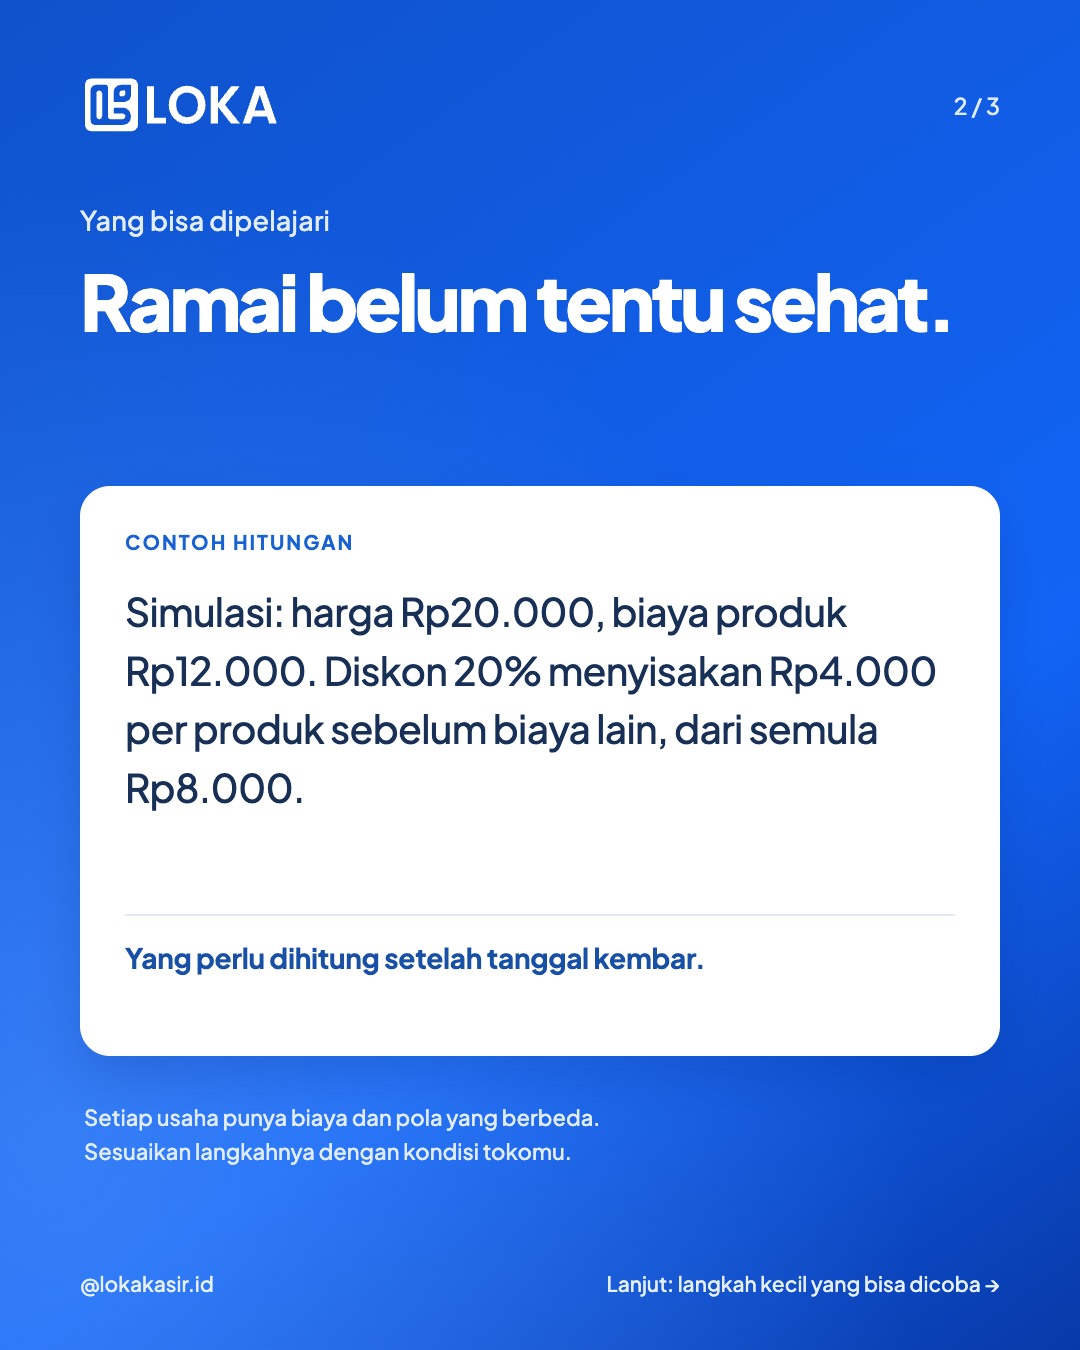 LOKA
2 / 3
Yang bisa dipelajari
Ramai belum tentu sehat.
CONTOH HITUNGAN
Simulasi: harga Rp20.000, biaya produk
Rp12.000. Diskon 20% menyisakan Rp4.000
per produk sebelum biaya lain, dari semula
Rp8.000.
Yang perlu dihitung setelah tanggal kembar.
Setiap usaha punya biaya dan pola yang berbeda.
Sesuaikan langkahnya dengan kondisi tokomu.
@lokakasir.id
Lanjut: langkah kecil yang bisa dicoba →